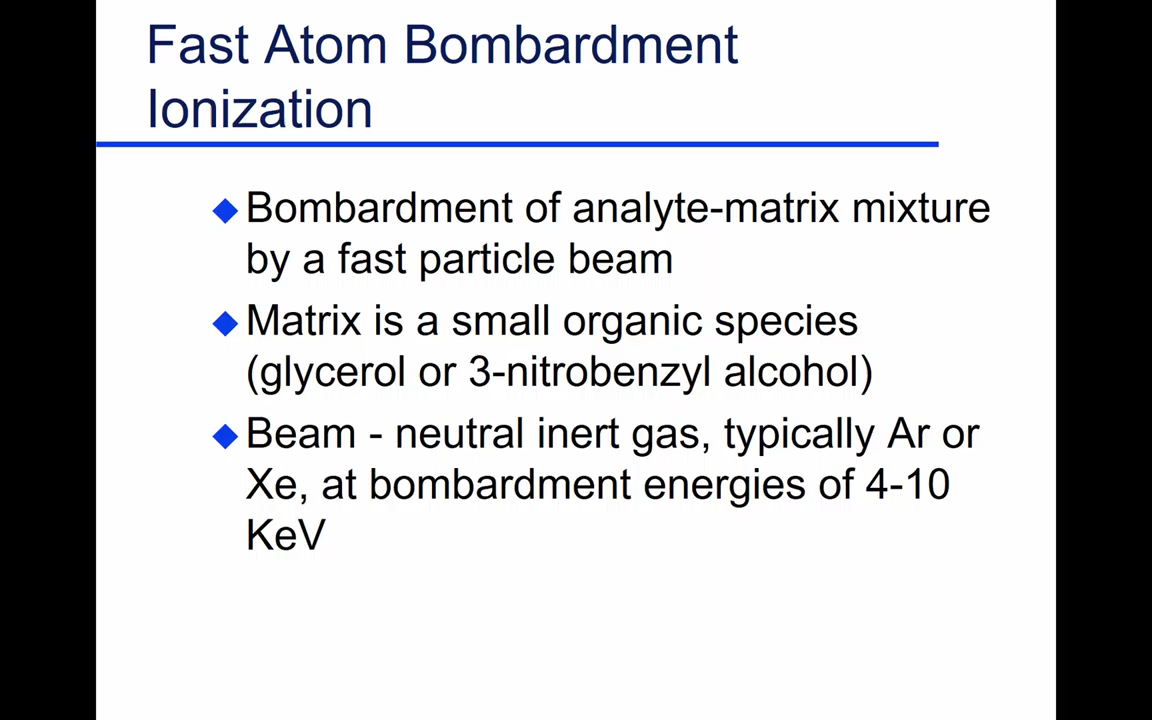 Fast Atom Bombardment
Ionization
Bombardment of analyte-matrix mixture
by a fast particle beam
Matrix is a small organic species
(glycerol or 3-nitrobenzyl alcohol)
Beam - neutral inert gas, typically Ar or
Xe, at bombardment energies of 4-10
KeV